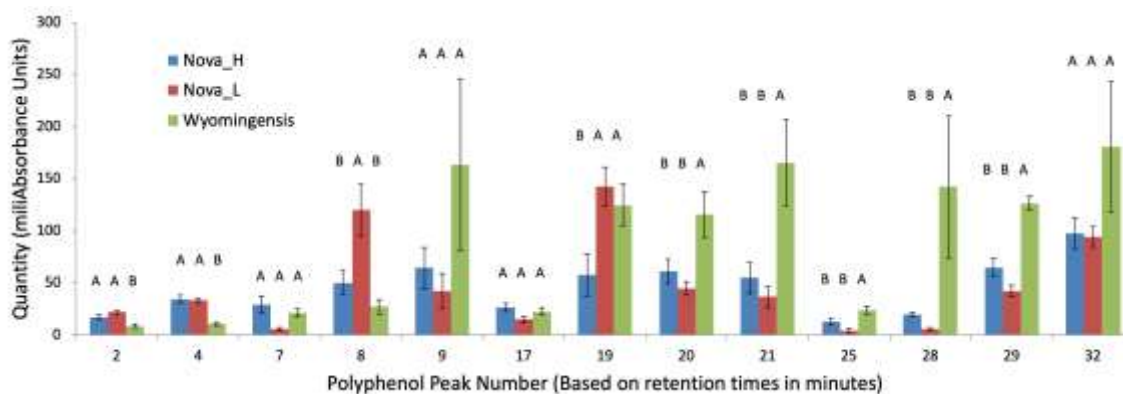 300
250
200
150
100
50
0
Quantity (miliAbsorbance Units)
Nova_H
Nova_L
Wyomingensis
A A B
A A B
A A A
B A B
A A A
A A A
B A A
B B A
B B A
B B A
B B A
B B A
A A A
2 4 7 8 9 17 19 20 21 25 28 29 32
Polyphenol Peak Number (Based on retention times in minutes)